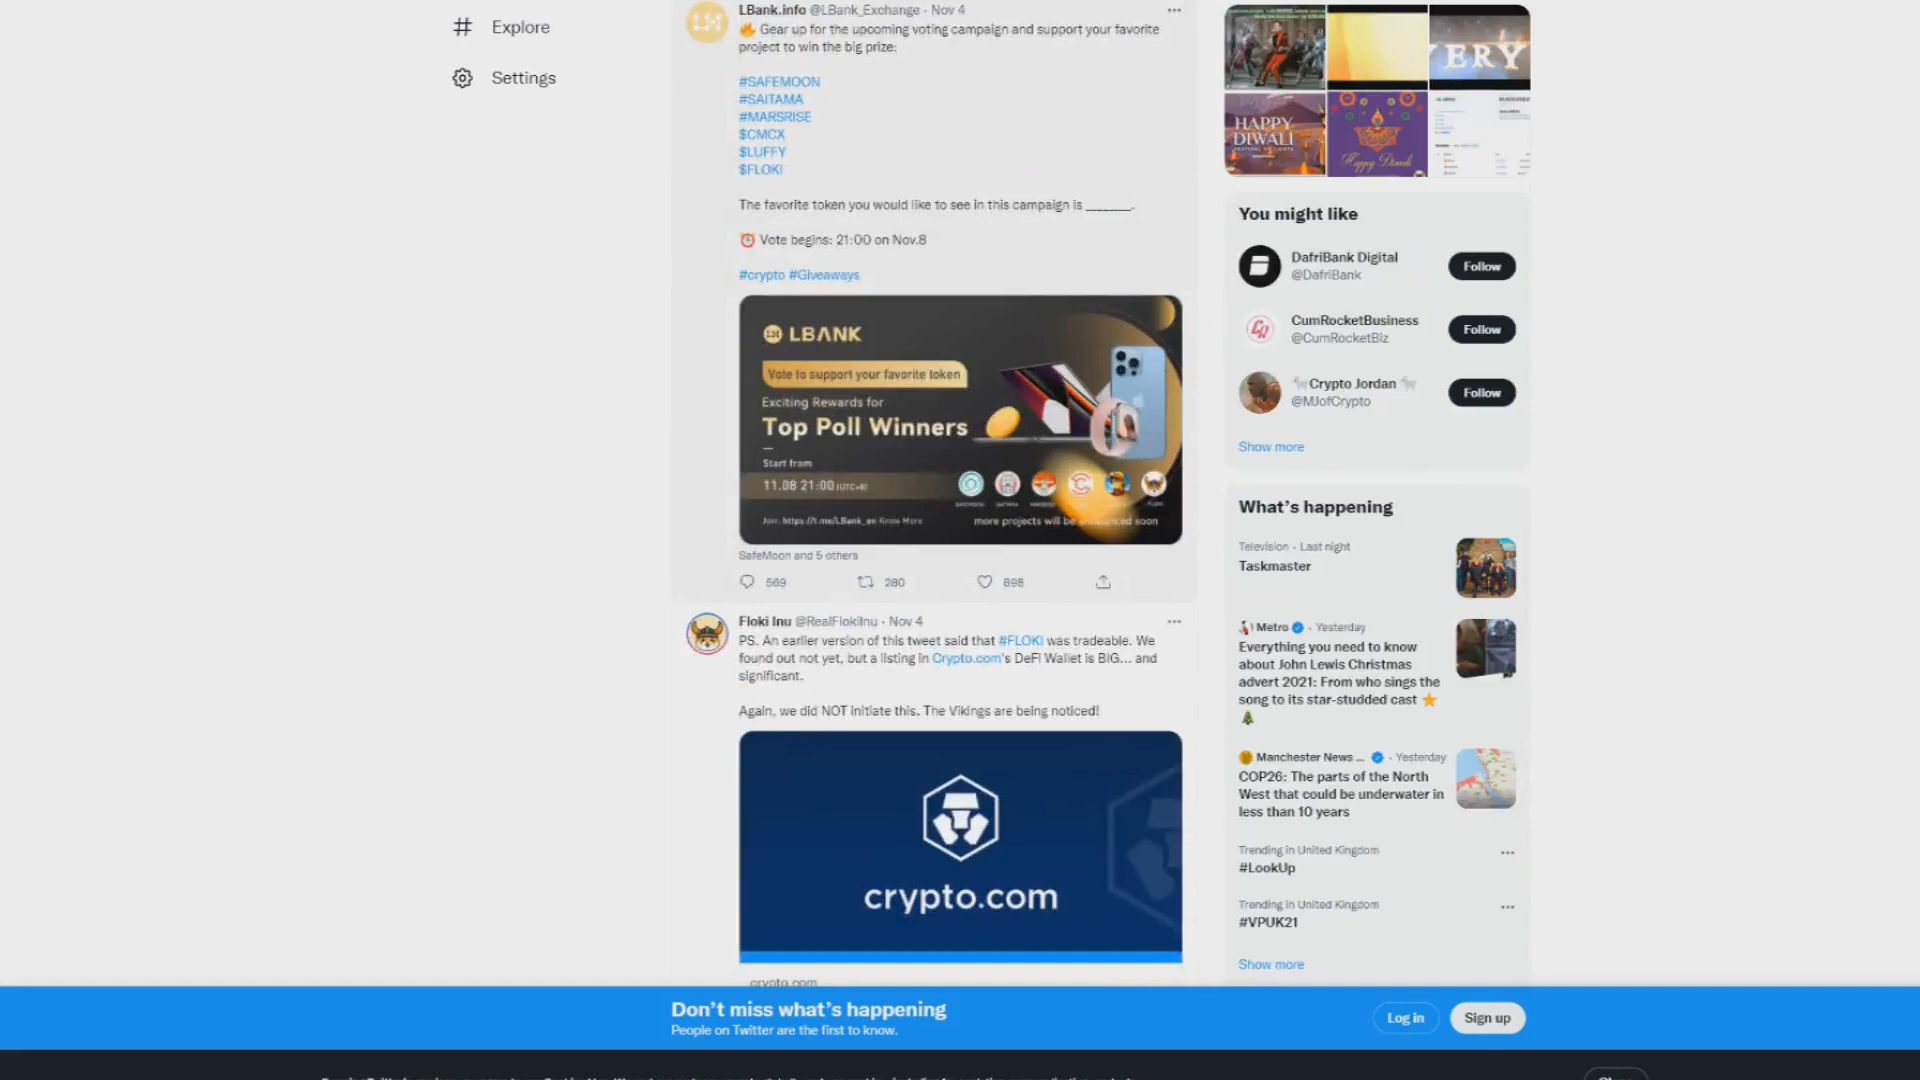 Explore
Settings
LBank.info @LBank_Exchange · Nov 4
🔥 Gear up for the upcoming voting campaign and support your favorite
project to win the big prize:
#SAFEMOON
#SAITAMA
#MARSRISE
$CMCX
$LUFFY
$FLOKI
The favorite token you would like to see in this campaign is _______.
⏰ Vote begins: 21:00 on Nov.8
#crypto #Giveaways
LBANK
Vote to support your favorite token
Exciting Rewards for
Top Poll Winners
Start from
11.08 21:00 (UTC+8)
Join: https://t.me/LBank_en Know More
more projects will be announced soon
SafeMoon and 5 others
569 280 898
Floki Inu @RealFlokiInu · Nov 4
PS. An earlier version of this tweet said that #FLOKI was tradeable. We
found out not yet, but a listing in Crypto.com's DeFi Wallet is BIG... and
significant.
Again, we did NOT initiate this. The Vikings are being noticed!
crypto.com
crypto.com
ERY
HAPPY
DIWALI
Happy Diwali
You might like
DafriBank Digital
@DafriBank
Follow
CumRocketBusiness
@CumRocketBiz
Follow
🐐Crypto Jordan 🐐
@MJofCrypto
Follow
Show more
What's happening
Television · Last night
Taskmaster
Metro · Yesterday
Everything you need to know
about John Lewis Christmas
advert 2021: From who sings the
song to its star-studded cast ⭐
🎄
Manchester News ... · Yesterday
COP26: The parts of the North
West that could be underwater in
less than 10 years
Trending in United Kingdom
#LookUp
Trending in United Kingdom
#VPUK21
Show more
Don't miss what's happening
People on Twitter are the first to know.
Log in
Sign up